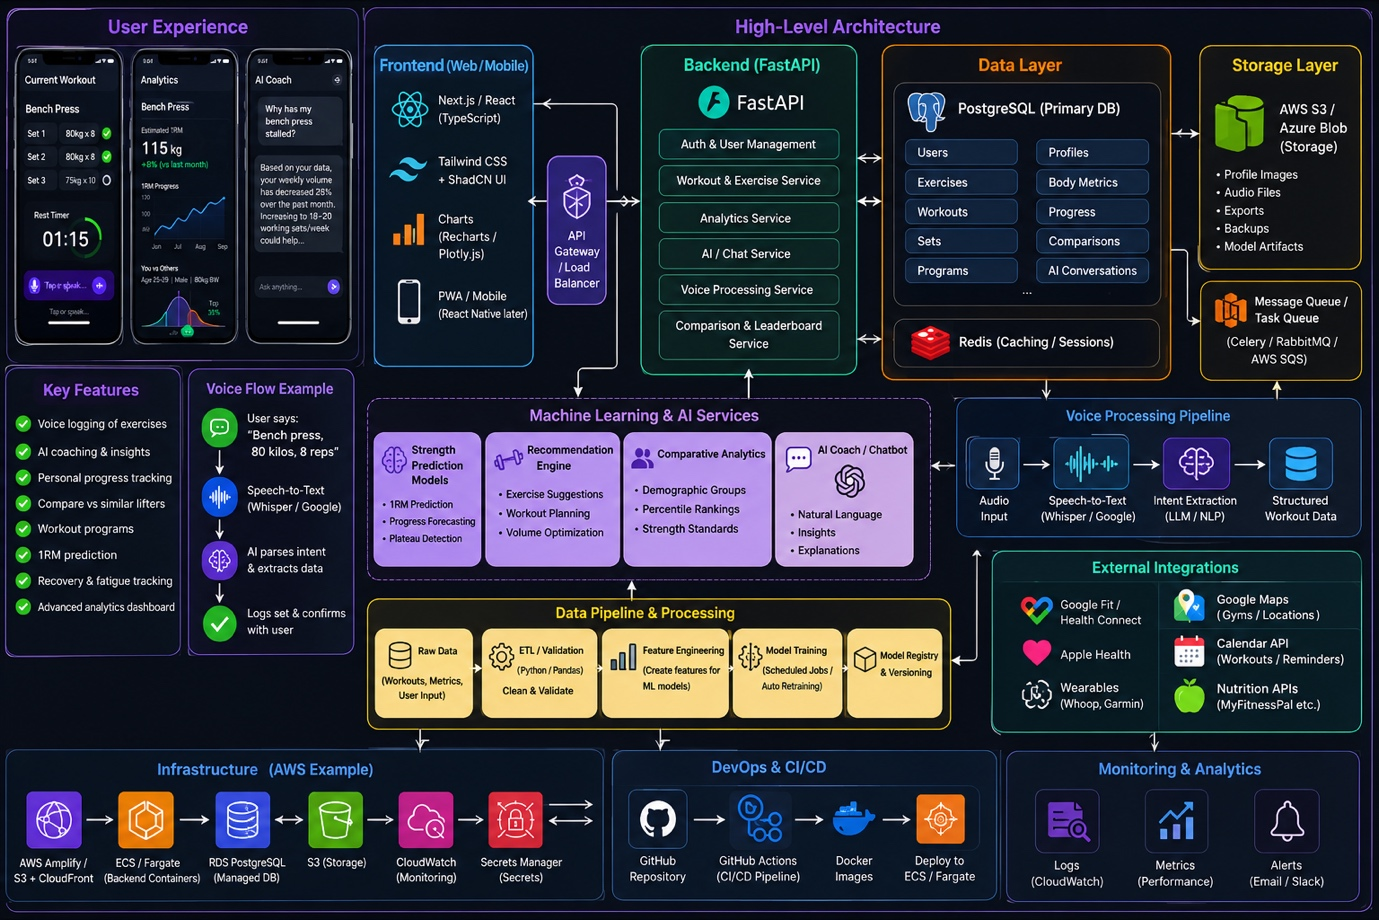 User Experience
9:41
Current Workout
Bench Press
Set 1
80kg x 8
Set 2
80kg x 8
Set 3
75kg x 10
Rest Timer
01:15
Tap or speak...
Tap or speak...
Analytics
Bench Press
Estimated 1RM
115 kg
+8% (vs last month)
1RM Progress
120
100
Jun
Jul
Aug
Sep
You vs Others
Age 25-29 | Male | 80kg BW
Top
AI Coach
Why has my
bench press
stalled?
Based on your data,
your weekly volume
has decreased 28%
over the past month.
Increasing to 18-20
working sets/week
could help...
Ask anything...
Key Features
Voice logging of exercises
AI coaching & insights
Personal progress tracking
Compare vs similar lifters
Workout programs
1RM prediction
Recovery & fatigue tracking
Advanced analytics dashboard
Voice Flow Example
User says:
"Bench press,
80 kilos, 8 reps"
Speech-to-Text
(Whisper / Google)
AI parses intent
& extracts data
Logs set & confirms
with user
High-Level Architecture
Frontend (Web / Mobile)
Next.js / React
(TypeScript)
Tailwind CSS
+ ShadCN UI
Charts
(Recharts /
Plotly.js)
PWA / Mobile
(React Native later)
API
Gateway
/ Load
Balancer
Backend (FastAPI)
FastAPI
Auth & User Management
Workout & Exercise Service
Analytics Service
AI / Chat Service
Voice Processing Service
Comparison & Leaderboard
Service
Data Layer
PostgreSQL (Primary DB)
Users
Profiles
Exercises
Body Metrics
Workouts
Progress
Sets
Comparisons
Programs
AI Conversations
...
Redis (Caching / Sessions)
Storage Layer
AWS S3 /
Azure Blob
(Storage)
• Profile Images
• Audio Files
• Exports
• Backups
• Model Artifacts
Message Queue /
Task Queue
(Celery / RabbitMQ /
AWS SQS)
Machine Learning & AI Services
Strength
Prediction
Models
• 1RM Prediction
• Progress Forecasting
• Plateau Detection
Recommendation
Engine
• Exercise Suggestions
• Workout Planning
• Volume Optimization
Comparative Analytics
• Demographic Groups
• Percentile Rankings
• Strength Standards
AI Coach / Chatbot
• Natural Language
• Insights
• Explanations
Voice Processing Pipeline
Audio
Input
Speech-to-Text
(Whisper / Google)
Intent Extraction
(LLM / NLP)
Structured
Workout Data
Data Pipeline & Processing
Raw Data
(Workouts, Metrics,
User Input)
ETL / Validation
(Python / Pandas)
Clean & Validate
Feature Engineering
(Create features for
ML models)
Model Training
(Scheduled Jobs /
Auto Retraining)
Model Registry
& Versioning
External Integrations
Google Fit /
Health Connect
Apple Health
Wearables
(Whoop, Garmin)
Google Maps
(Gyms / Locations)
Calendar API
(Workouts / Reminders)
Nutrition APIs
(MyFitnessPal etc.)
Infrastructure (AWS Example)
AWS Amplify /
S3 + CloudFront
ECS / Fargate
(Backend Containers)
RDS PostgreSQL
(Managed DB)
S3 (Storage)
CloudWatch
(Monitoring)
Secrets Manager
(Secrets)
DevOps & CI/CD
GitHub
Repository
GitHub Actions
(CI/CD Pipeline)
Docker
Images
Deploy to
ECS / Fargate
Monitoring & Analytics
Logs
(CloudWatch)
Metrics
(Performance)
Alerts
(Email / Slack)